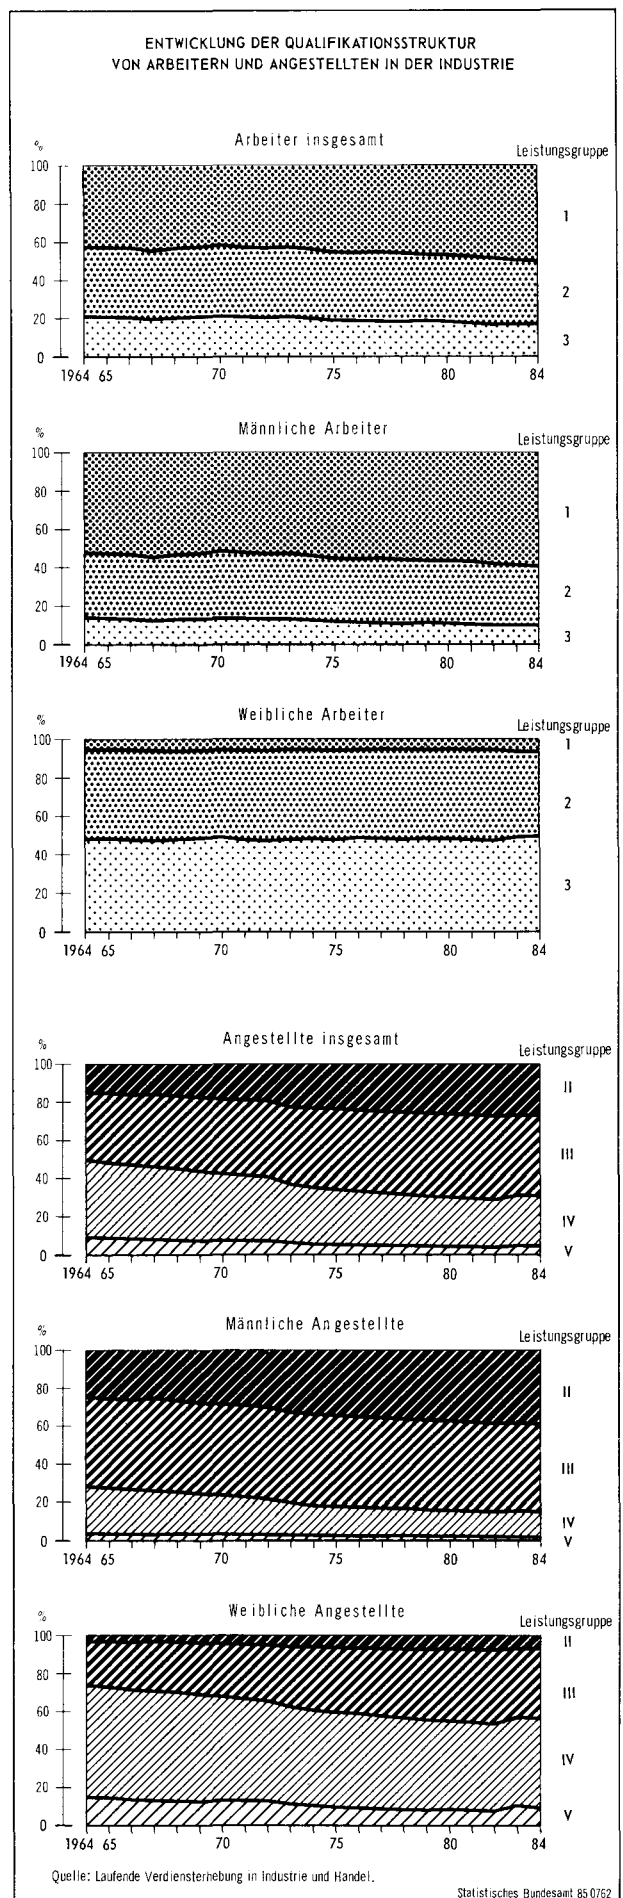 ENTWICKLUNG DER QUALIFIKATIONSSTRUKTUR
VON ARBEITERN UND ANGESTELLTEN IN DER INDUSTRIE
Arbeiter insgesamt
%
Leistungsgruppe
100
80
60
40
20
0
1
2
3
1964 65 70 75 80 84
Männliche Arbeiter
%
Leistungsgruppe
100
80
60
40
20
0
1
2
3
1964 65 70 75 80 84
Weibliche Arbeiter
%
Leistungsgruppe
100
80
60
40
20
0
1
2
3
1964 65 70 75 80 84
Angestellte insgesamt
%
Leistungsgruppe
100
80
60
40
20
0
II
III
IV
V
1964 65 70 75 80 84
Männliche Angestellte
%
Leistungsgruppe
100
80
60
40
20
0
II
III
IV
V
1964 65 70 75 80 84
Weibliche Angestellte
%
Leistungsgruppe
100
80
60
40
20
0
II
III
IV
V
1964 65 70 75 80 84
Quelle: Laufende Verdiensterhebung in Industrie und Handel.
Statistisches Bundesamt 85 0762